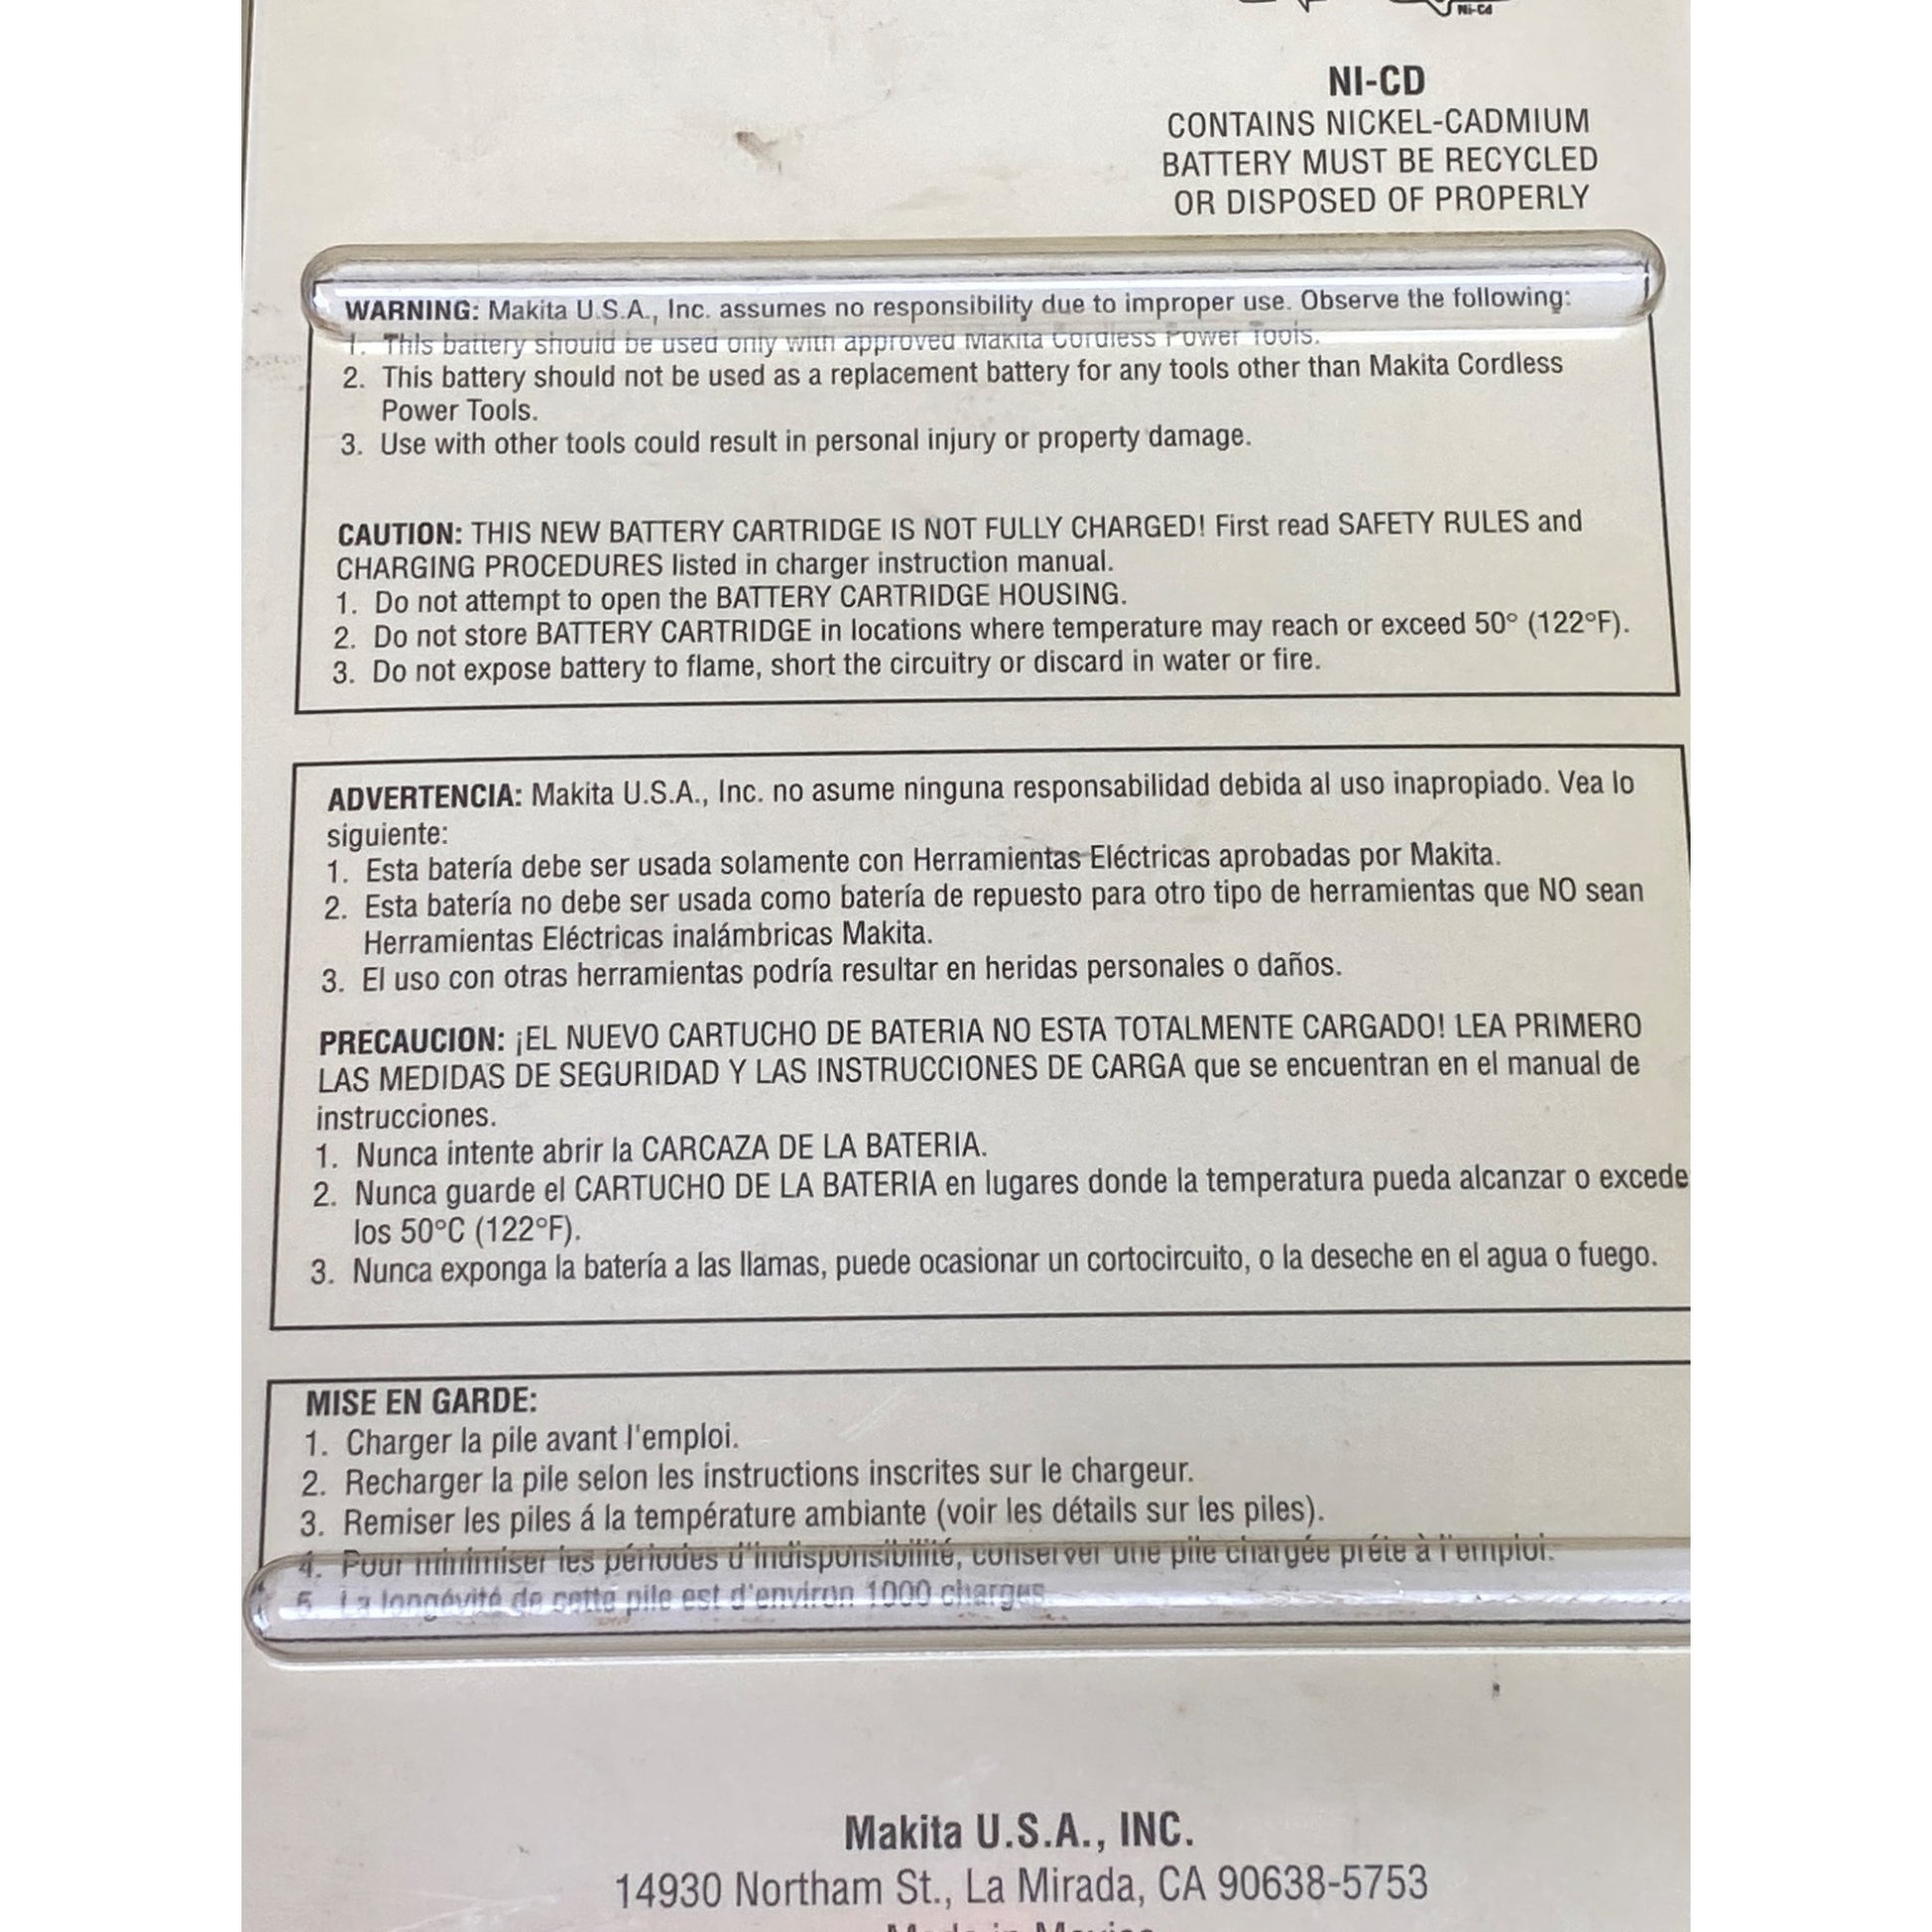 Ni-Cd
NI-CD
CONTAINS NICKEL-CADMIUM
BATTERY MUST BE RECYCLED
OR DISPOSED OF PROPERLY
WARNING: Makita U.S.A., Inc. assumes no responsibility due to improper use. Observe the following:
1. This battery should be used only with approved Makita Cordless Power Tools.
2. This battery should not be used as a replacement battery for any tools other than Makita Cordless
Power Tools.
3. Use with other tools could result in personal injury or property damage.
CAUTION: THIS NEW BATTERY CARTRIDGE IS NOT FULLY CHARGED! First read SAFETY RULES and
CHARGING PROCEDURES listed in charger instruction manual.
1. Do not attempt to open the BATTERY CARTRIDGE HOUSING.
2. Do not store BATTERY CARTRIDGE in locations where temperature may reach or exceed 50° (122°F).
3. Do not expose battery to flame, short the circuitry or discard in water or fire.
ADVERTENCIA: Makita U.S.A., Inc. no asume ninguna responsabilidad debida al uso inapropiado. Vea lo
siguiente:
1. Esta batería debe ser usada solamente con Herramientas Eléctricas aprobadas por Makita.
2. Esta batería no debe ser usada como batería de repuesto para otro tipo de herramientas que NO sean
Herramientas Eléctricas inalámbricas Makita.
3. El uso con otras herramientas podría resultar en heridas personales o daños.
PRECAUCION: ¡EL NUEVO CARTUCHO DE BATERIA NO ESTA TOTALMENTE CARGADO! LEA PRIMERO
LAS MEDIDAS DE SEGURIDAD Y LAS INSTRUCCIONES DE CARGA que se encuentran en el manual de
instrucciones.
1. Nunca intente abrir la CARCAZA DE LA BATERIA.
2. Nunca guarde el CARTUCHO DE LA BATERIA en lugares donde la temperatura pueda alcanzar o excede
los 50°C (122°F).
3. Nunca exponga la batería a las llamas, puede ocasionar un cortocircuito, o la deseche en el agua o fuego.
MISE EN GARDE:
1. Charger la pile avant l'emploi.
2. Recharger la pile selon les instructions inscrites sur le chargeur.
3. Remiser les piles á la température ambiante (voir les détails sur les piles).
4. Pour minimiser les périodes d'indisponsibilité, conserver une pile chargée prête à l'emploi.
5. La longévité de cette pile est d'environ 1000 charges
Makita U.S.A., INC.
14930 Northam St., La Mirada, CA 90638-5753
Made in Mexico